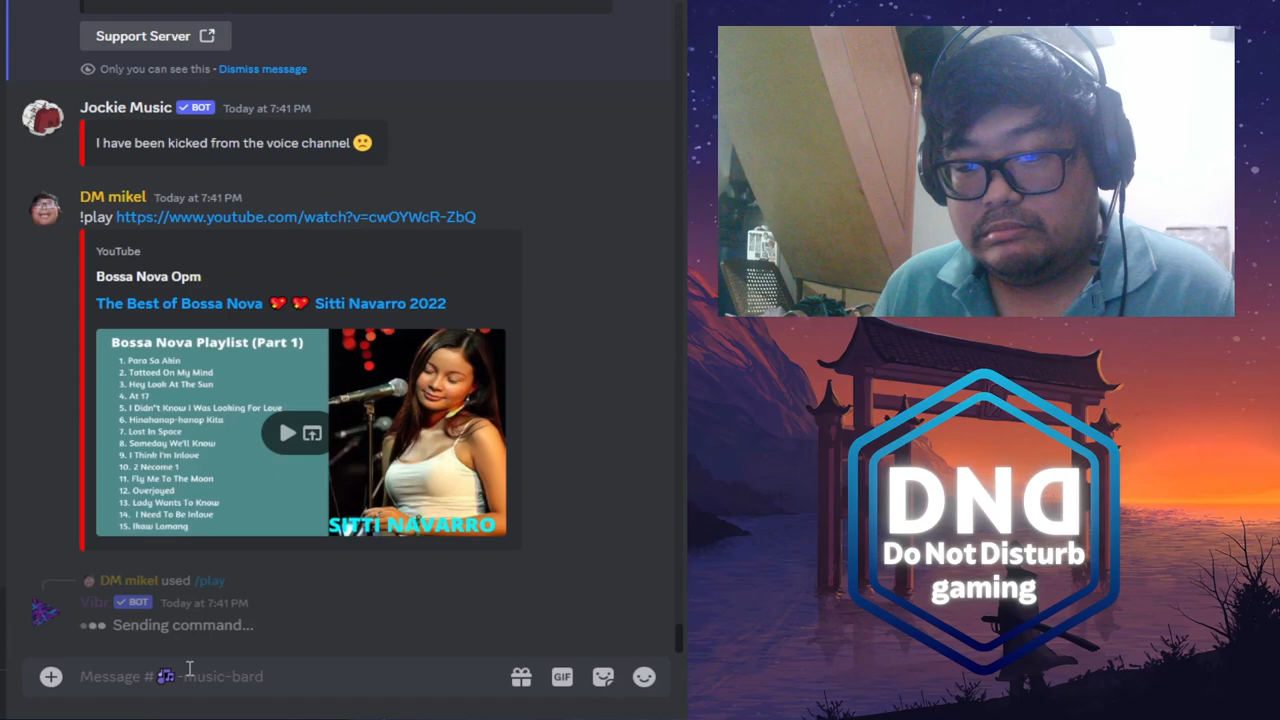 Support Server
Only you can see this · Dismiss message
Jockie Music BOT Today at 7:41 PM
I have been kicked from the voice channel
DM mikel Today at 7:41 PM
!play https://www.youtube.com/watch?v=cwOYWcR-ZbQ
YouTube
Bossa Nova Opm
The Best of Bossa Nova 💖 💖 Sitti Navarro 2022
Bossa Nova Playlist (Part 1)
1. Para Sa Akin
2. Tattoed On My Mind
3. Hey Look At The Sun
4. At 17
5. I Didn"t Know I Was Looking For Love
6. Hinahanap-hanap Kita
7. Lost In Space
8. Someday We'll Know
9. I Think I'm Inlove
10. 2 Necome 1
11. Fly Me To The Moon
12. Overjoyed
13. Lady Wants To Know
14. I Need To Be Inlove
15. Ikaw Lamang
SITTI NAVARRO
DM mikel used /play
Vibr BOT Today at 7:41 PM
Sending command...
Message # 🎶-music-bard
GIF
DND
Do Not Disturb
gaming